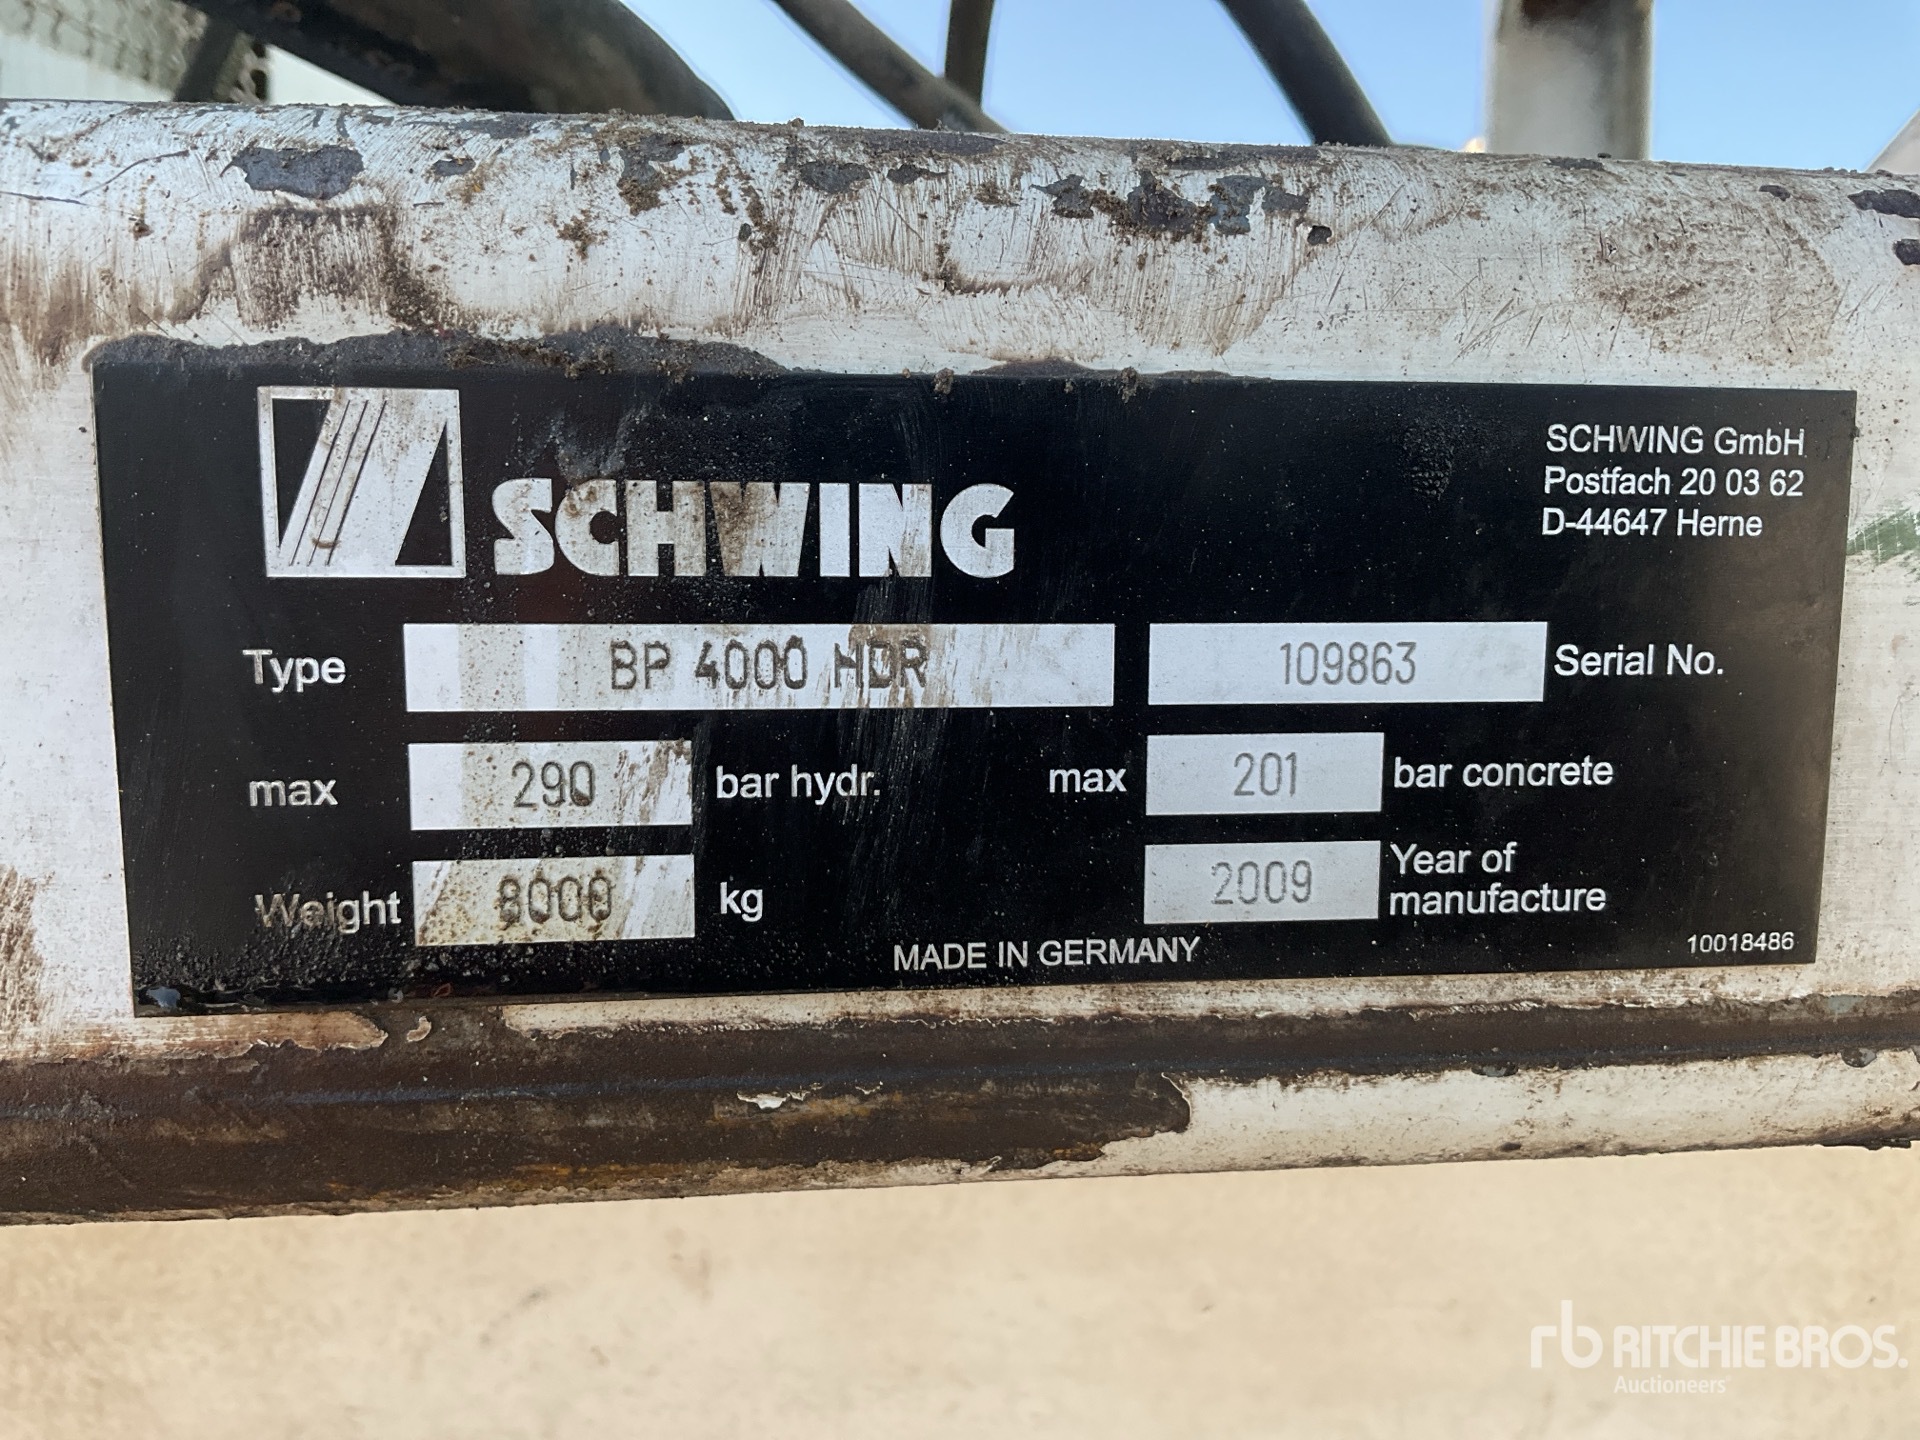 SCHWING
SCHWING GmbH
Postfach 20 03 62
D-44647 Herne
Type BP 4000 HDR 109863 Serial No.
max 290 bar hydr. max 201 bar concrete
Weight 8000 kg 2009 Year of
manufacture
MADE IN GERMANY
10018486
rb RITCHIE BROS.
Auctioneers